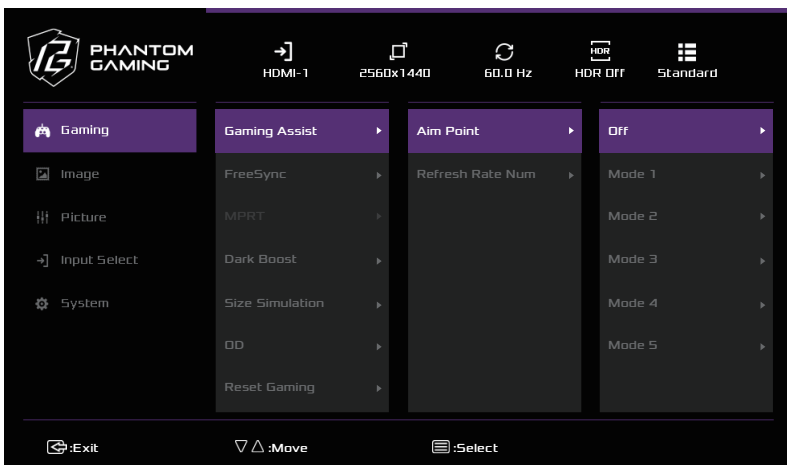 PHANTOM
GAMING
HDMI-1
2560x1440
60.0 Hz
HDR
HDR Off
Standard
Gaming
Image
Picture
Input Select
System
Gaming Assist
FreeSync
MPRT
Dark Boost
Size Simulation
OD
Reset Gaming
Aim Point
Refresh Rate Num
Off
Mode 1
Mode 2
Mode 3
Mode 4
Mode 5
:Exit
:Move
:Select